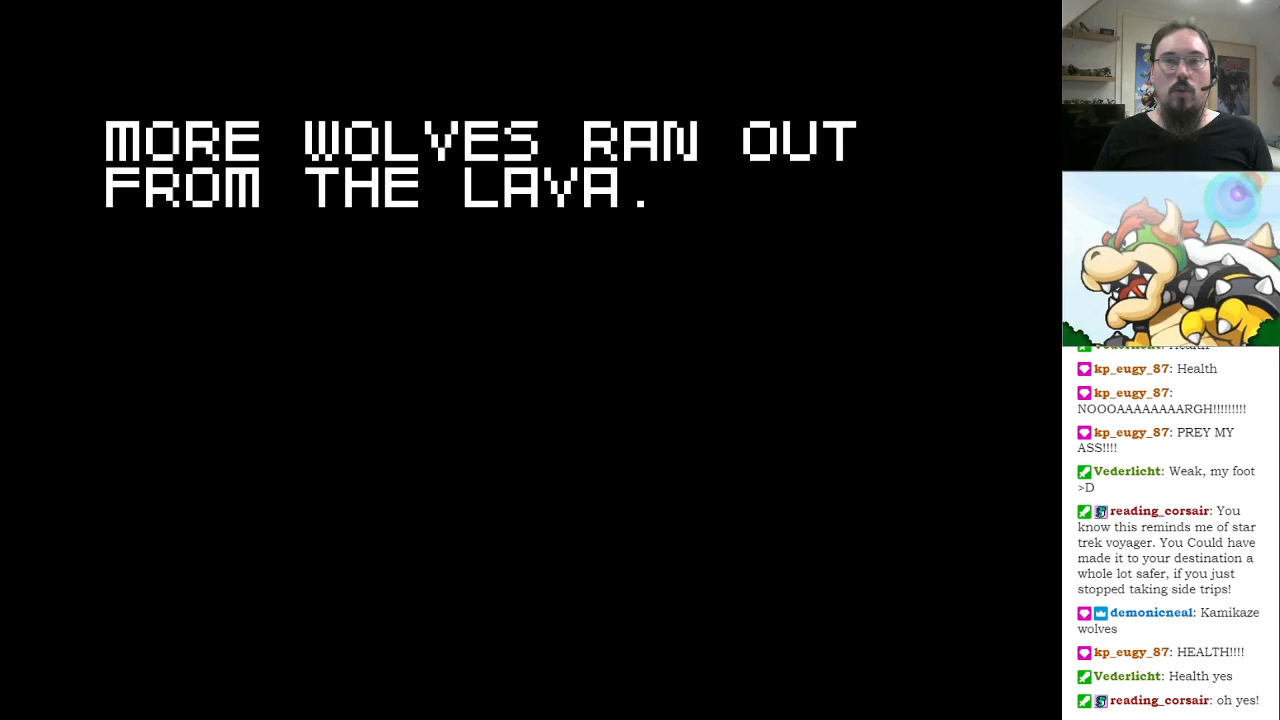 MORE WOLVES RAN OUT
FROM THE LAVA.
kp_eugy_87: Health
kp_eugy_87:
NOOOAAAAAAAARGH!!!!!!!!!
kp_eugy_87: PREY MY
ASS!!!!
Vederlicht: Weak, my foot
>D
reading_corsair: You
know this reminds me of star
trek voyager. You Could have
made it to your destination a
whole lot safer, if you just
stopped taking side trips!
demonicneal: Kamikaze
wolves
kp_eugy_87: HEALTH!!!!
Vederlicht: Health yes
reading_corsair: oh yes!